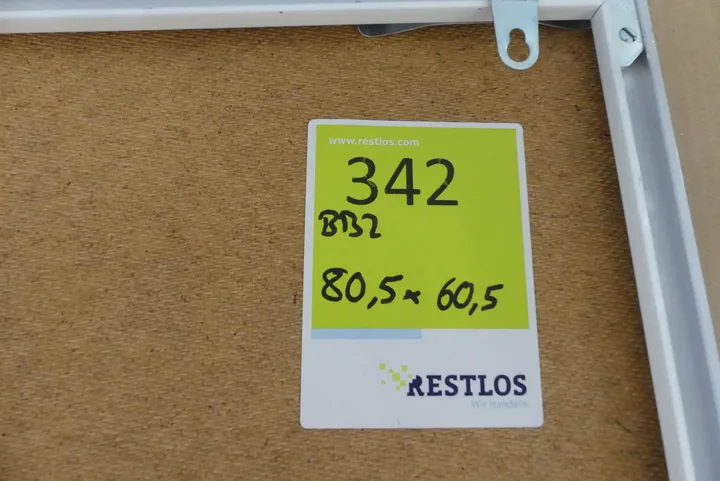 www.restlos.com
342
BB2
80,5 x 60,5
RESTLOS
Wir handeln.